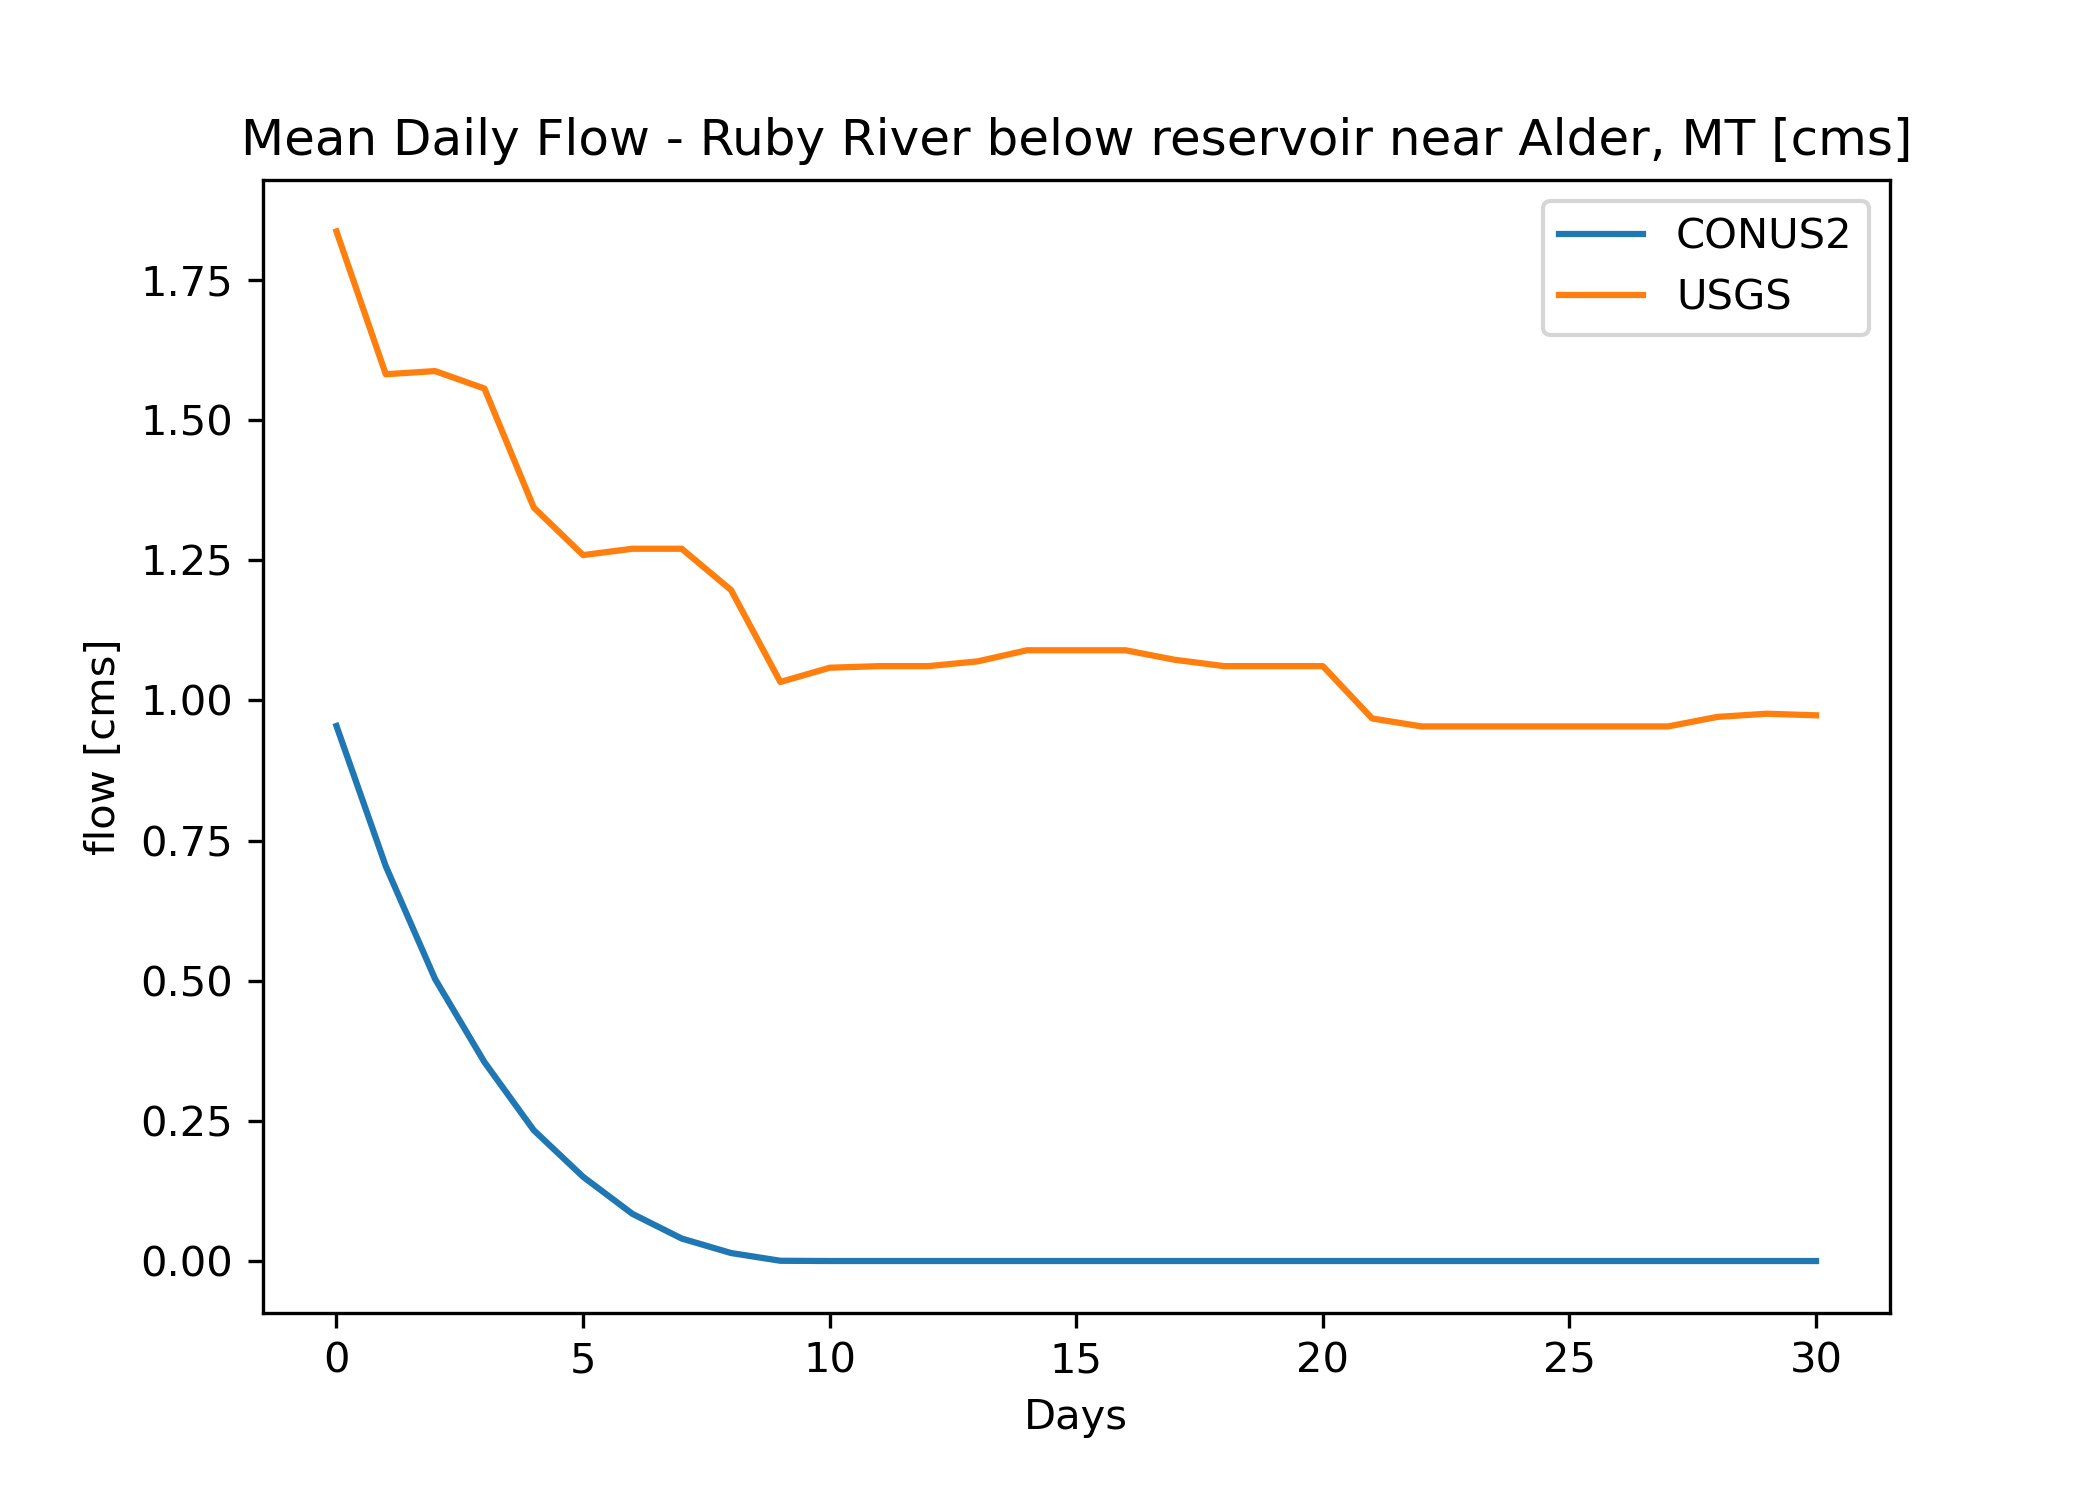 Mean Daily Flow - Ruby River below reservoir near Alder, MT [cms]
CONUS2
USGS
flow [cms]
1.75
1.50
1.25
1.00
0.75
0.50
0.25
0.00
0 5 10 15 20 25 30
Days